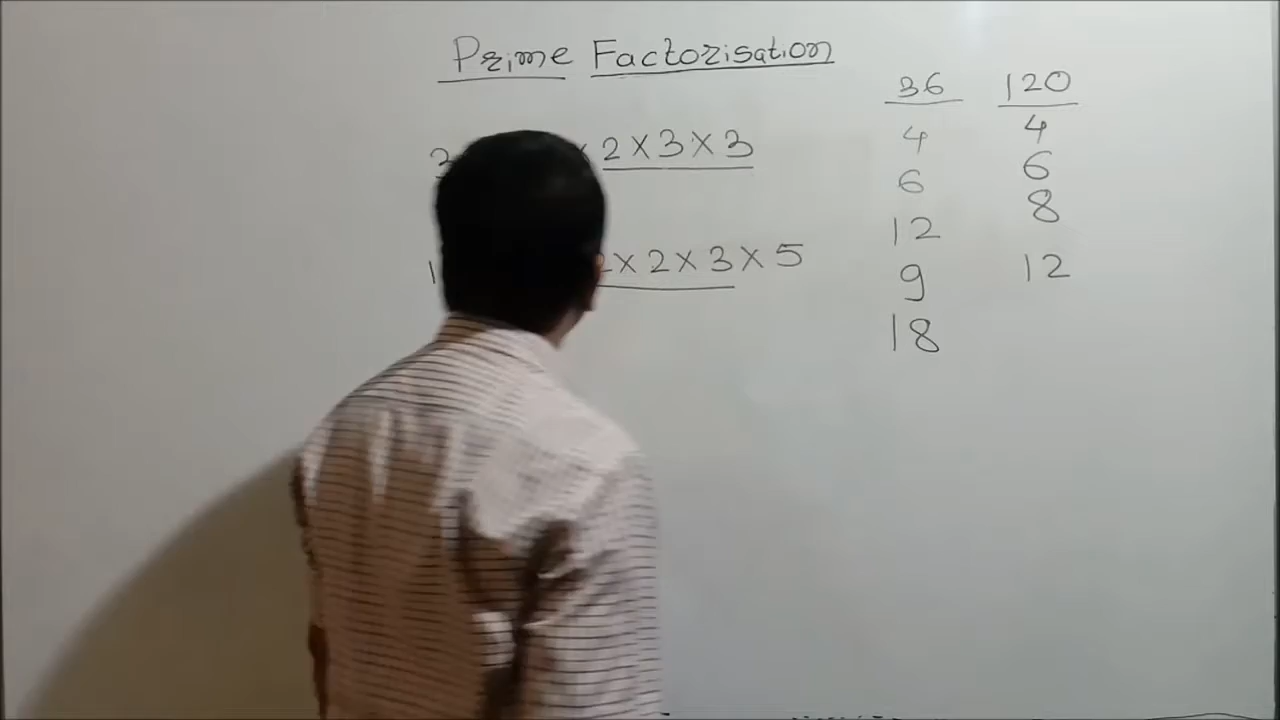 Prime Factorisation
2 × 3 × 3
× 2 × 3 × 5
36 120
4 4
6 6
12 8
9 12
18